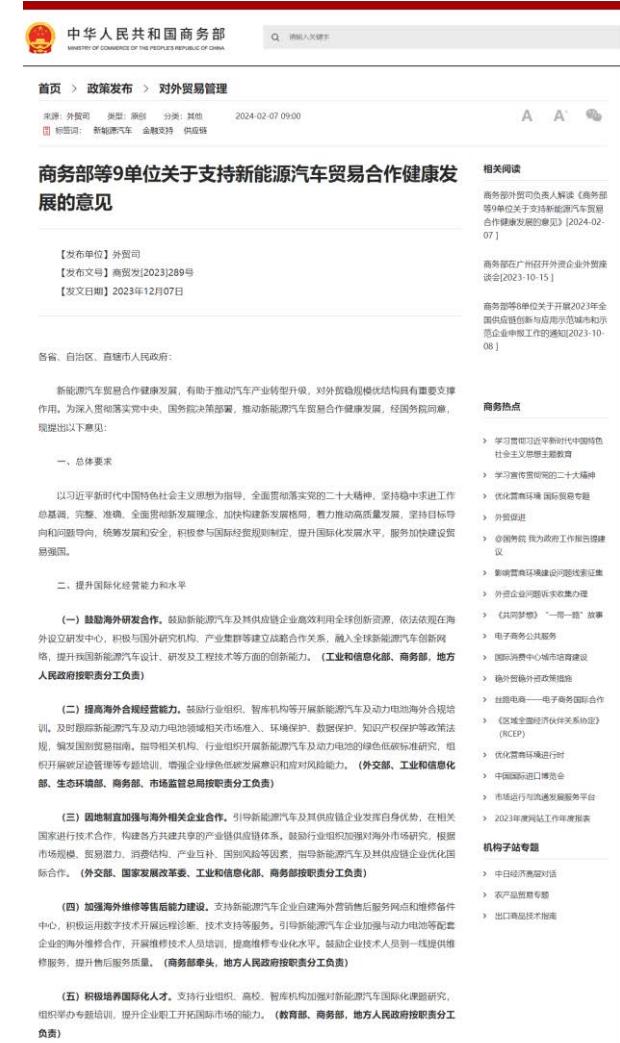 中华人民共和国商务部
MINISTRY OF COMMERCE OF THE PEOPLE'S REPUBLIC OF CHINA
请输入关键字
首页 > 政策发布 > 对外贸易管理
来源：外贸司 类型：原创 分类：其他 2024-02-07 09:00
标签词： 新能源汽车 金融支持 供应链
A A+
商务部等9单位关于支持新能源汽车贸易合作健康发
展的意见
【发布单位】外贸司
【发布文号】商贸发[2023]289号
【发文日期】2023年12月07日
各省、自治区、直辖市人民政府：
新能源汽车贸易合作健康发展，有助于推动汽车产业转型升级，对外贸稳规模优结构具有重要支撑
作用。为深入贯彻落实党中央、国务院决策部署，推动新能源汽车贸易合作健康发展，经国务院同意，
现提出以下意见：
一、总体要求
以习近平新时代中国特色社会主义思想为指导，全面贯彻落实党的二十大精神，坚持稳中求进工作
总基调，完整、准确、全面贯彻新发展理念，加快构建新发展格局，着力推动高质量发展，坚持目标导
向和问题导向，统筹发展和安全，积极参与国际经贸规则制定，提升国际化发展水平，服务加快建设贸
易强国。
二、提升国际化经营能力和水平
（一）鼓励海外研发合作。鼓励新能源汽车及其供应链企业高效利用全球创新资源，依法依规在海
外设立研发中心，积极与国外研究机构、产业集群等建立战略合作关系，融入全球新能源汽车创新网
络，提升我国新能源汽车设计、研发及工程技术等方面的创新能力。（工业和信息化部、商务部，地方
人民政府按职责分工负责）
（二）提高海外合规经营能力。鼓励行业组织、智库机构等开展新能源汽车及动力电池海外合规培
训。及时跟踪新能源汽车及动力电池领域相关市场准入、环境保护、数据保护、知识产权保护等政策法
规，编发国别贸易指南。指导相关机构、行业组织开展新能源汽车及动力电池的绿色低碳标准研究，组
织开展碳足迹管理等专题培训，增强企业绿色低碳发展意识和应对风险能力。（外交部、工业和信息化
部、生态环境部、商务部、市场监管总局按职责分工负责）
（三）因地制宜加强与海外相关企业合作。引导新能源汽车及其供应链企业发挥自身优势，在相关
国家进行技术合作，构建各方共建共享的产业链供应链体系。鼓励行业组织加强对海外市场研究，根据
市场规模、贸易潜力、消费结构、产业互补、国别风险等因素，指导新能源汽车及其供应链企业优化国
际合作。（外交部、国家发展改革委、工业和信息化部、商务部按职责分工负责）
（四）加强海外维修等售后能力建设。支持新能源汽车企业自建海外营销售后服务网点和维修备件
中心，积极运用数字技术开展远程诊断、技术支持等服务。引导新能源汽车企业加强与动力电池等配套
企业的海外维修合作，开展维修技术人员培训，提高维修专业化水平。鼓励企业技术人员到一线提供维
修服务，提升售后服务质量。（商务部牵头，地方人民政府按职责分工负责）
（五）积极培养国际化人才。支持行业组织、高校、智库机构加强对新能源汽车国际化课题研究，
组织举办专题培训，提升企业职工开拓国际市场的能力。（教育部、商务部，地方人民政府按职责分工
负责）
相关阅读
商务部外贸司负责人解读《商务部
等9单位关于支持新能源汽车贸易
合作健康发展的意见》[2024-02-
07 ]
商务部在广州召开外资企业外贸座
谈会[2023-10-15 ]
商务部等8单位关于开展2023年全
国供应链创新与应用示范城市和示
范企业申报工作的通知[2023-10-
08 ]
商务热点
> 学习贯彻习近平新时代中国特色
社会主义思想主题教育
> 学习宣传贯彻党的二十大精神
> 优化营商环境 国际贸易专题
> 外贸促进
> @国务院 我为政府工作报告提建
议
> 影响营商环境建设问题线索征集
> 外资企业问题诉求收集办理
> 《共同梦想》“一带一路”故事
> 电子商务公共服务
> 国际消费中心城市培育建设
> 稳外贸稳外资政策措施
> 丝路电商——电子商务国际合作
> 《区域全面经济伙伴关系协定》
（RCEP）
> 优化营商环境进行时
> 中国国际进口博览会
> 市场运行与流通发展服务平台
> 2023年度网站工作年度报表
机构子站专题
> 中日经济高层对话
> 农产品贸易专题
> 出口商品技术指南